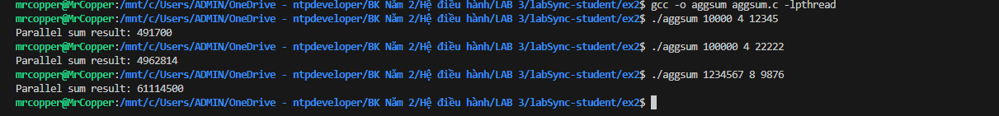 mrcopper@MrCopper:/mnt/c/Users/ADMIN/OneDrive - ntpdeveloper/BK Năm 2/Hệ điều hành/LAB 3/labSync-student/ex2$ gcc -o aggsum aggsum.c -lpthread
mrcopper@MrCopper:/mnt/c/Users/ADMIN/OneDrive - ntpdeveloper/BK Năm 2/Hệ điều hành/LAB 3/labSync-student/ex2$ ./aggsum 10000 4 12345
Parallel sum result: 491700
mrcopper@MrCopper:/mnt/c/Users/ADMIN/OneDrive - ntpdeveloper/BK Năm 2/Hệ điều hành/LAB 3/labSync-student/ex2$ ./aggsum 100000 4 22222
Parallel sum result: 4962814
mrcopper@MrCopper:/mnt/c/Users/ADMIN/OneDrive - ntpdeveloper/BK Năm 2/Hệ điều hành/LAB 3/labSync-student/ex2$ ./aggsum 1234567 8 9876
Parallel sum result: 61114500
mrcopper@MrCopper:/mnt/c/Users/ADMIN/OneDrive - ntpdeveloper/BK Năm 2/Hệ điều hành/LAB 3/labSync-student/ex2$